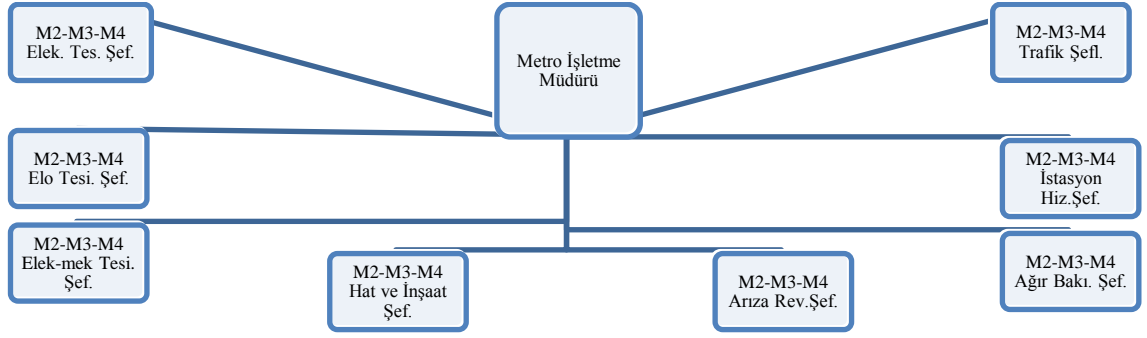 M2-M3-M4
Elek. Tes. Şef.
Metro İşletme
Müdürü
M2-M3-M4
Trafik Şefl.
M2-M3-M4
Elo Tesi. Şef.
M2-M3-M4
İstasyon
Hiz.Şef.
M2-M3-M4
Elek-mek Tesi.
Şef.
M2-M3-M4
Hat ve İnşaat
Şef.
M2-M3-M4
Arıza Rev.Şef.
M2-M3-M4
Ağır Bakı. Şef.